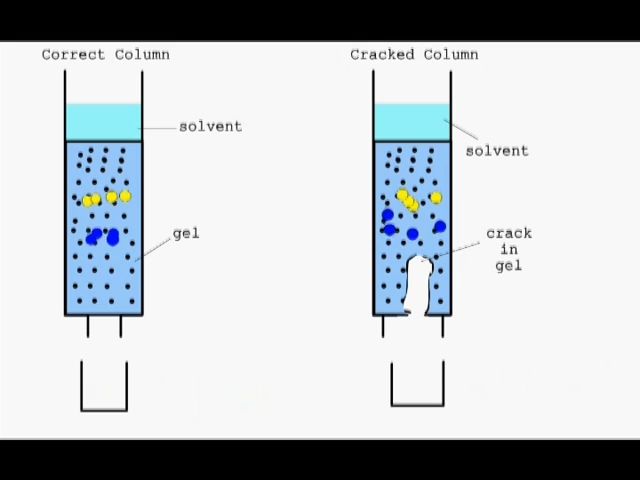 Correct Column
Cracked Column
solvent
solvent
gel
crack
in
gel